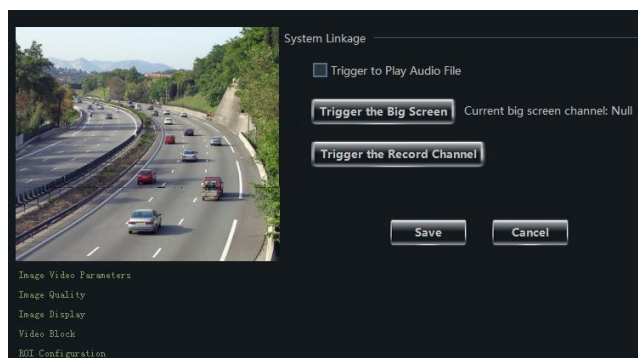 System Linkage
Trigger to Play Audio File
Trigger the Big Screen Current big screen channel: Null
Trigger the Record Channel
Save Cancel
Image Video Parameters
Image Quality
Image Display
Video Block
ROI Configuration